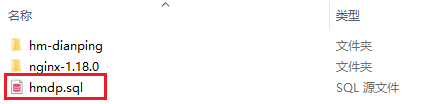 名称 类型
hm-dianping 文件夹
nginx-1.18.0 文件夹
hmdp.sql SQL 源文件